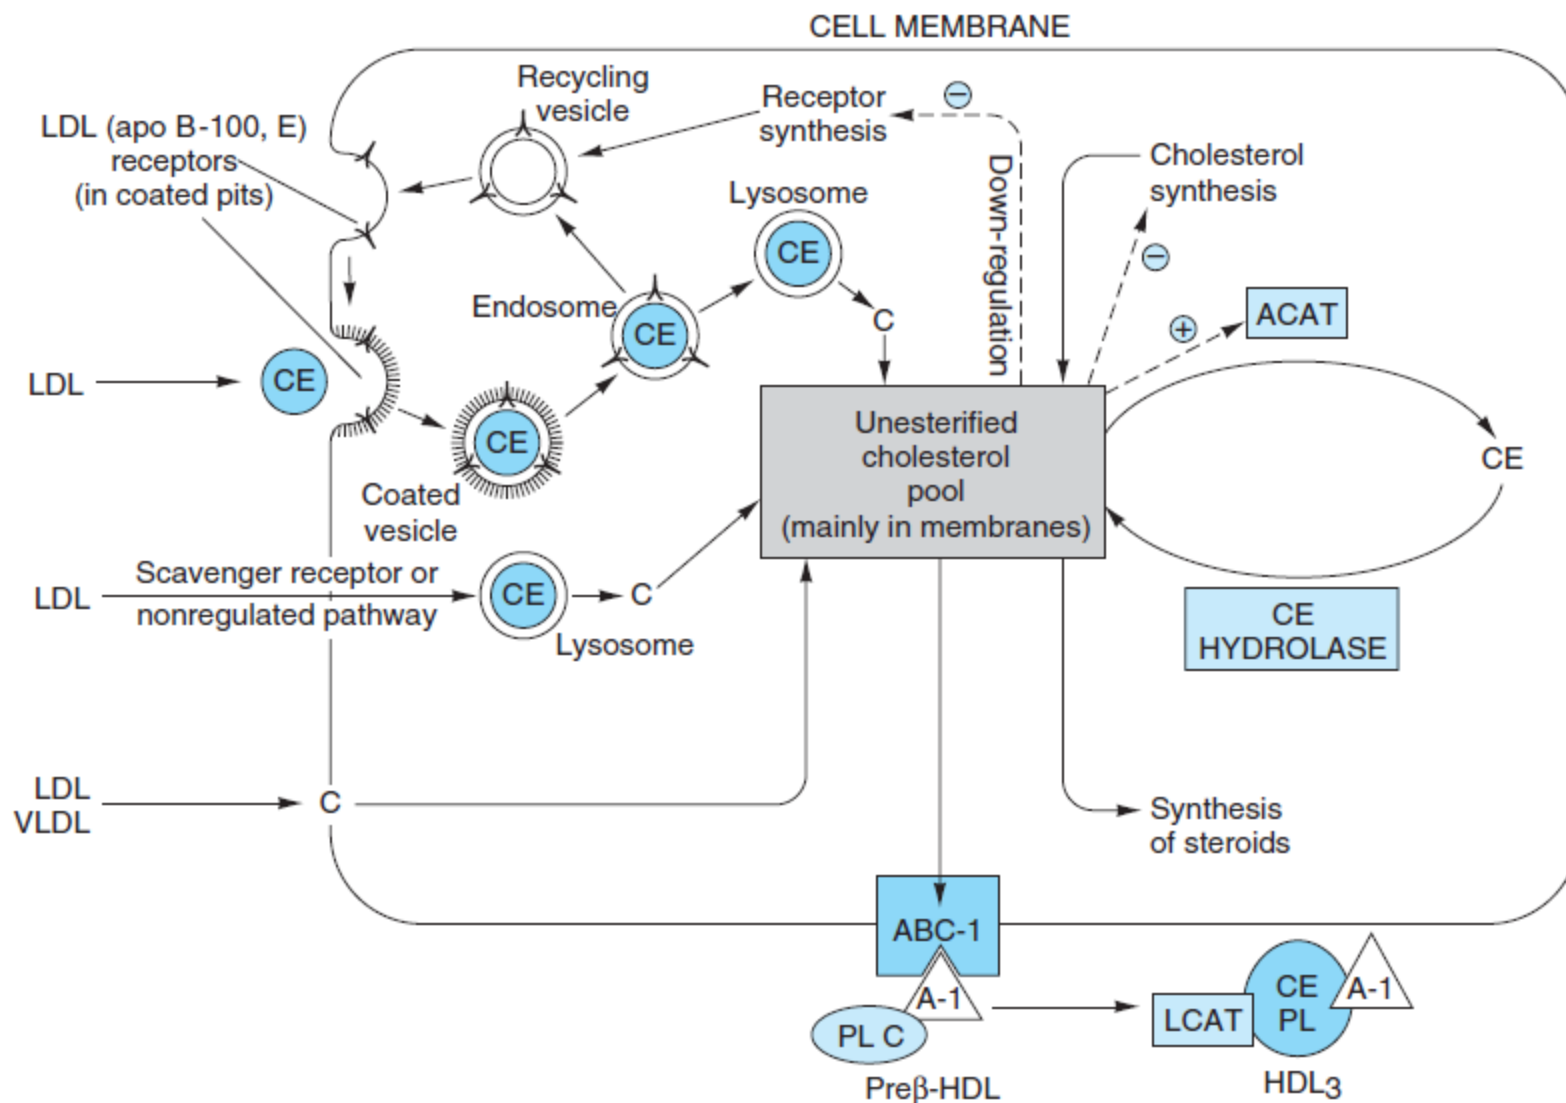 CELL MEMBRANE
Recycling
vesicle
Receptor
synthesis
−
LDL (apo B-100, E)
receptors
(in coated pits)
Cholesterol
synthesis
Down-regulation
Lysosome
CE
−
Endosome
CE
C
+
ACAT
LDL
CE
CE
Coated
vesicle
Unesterified
cholesterol
pool
(mainly in membranes)
CE
LDL
Scavenger receptor or
nonregulated pathway
CE
C
Lysosome
CE
HYDROLASE
LDL
VLDL
C
Synthesis
of steroids
ABC-1
A-1
PL C
Preβ-HDL
LCAT
CE
PL
A-1
HDL3